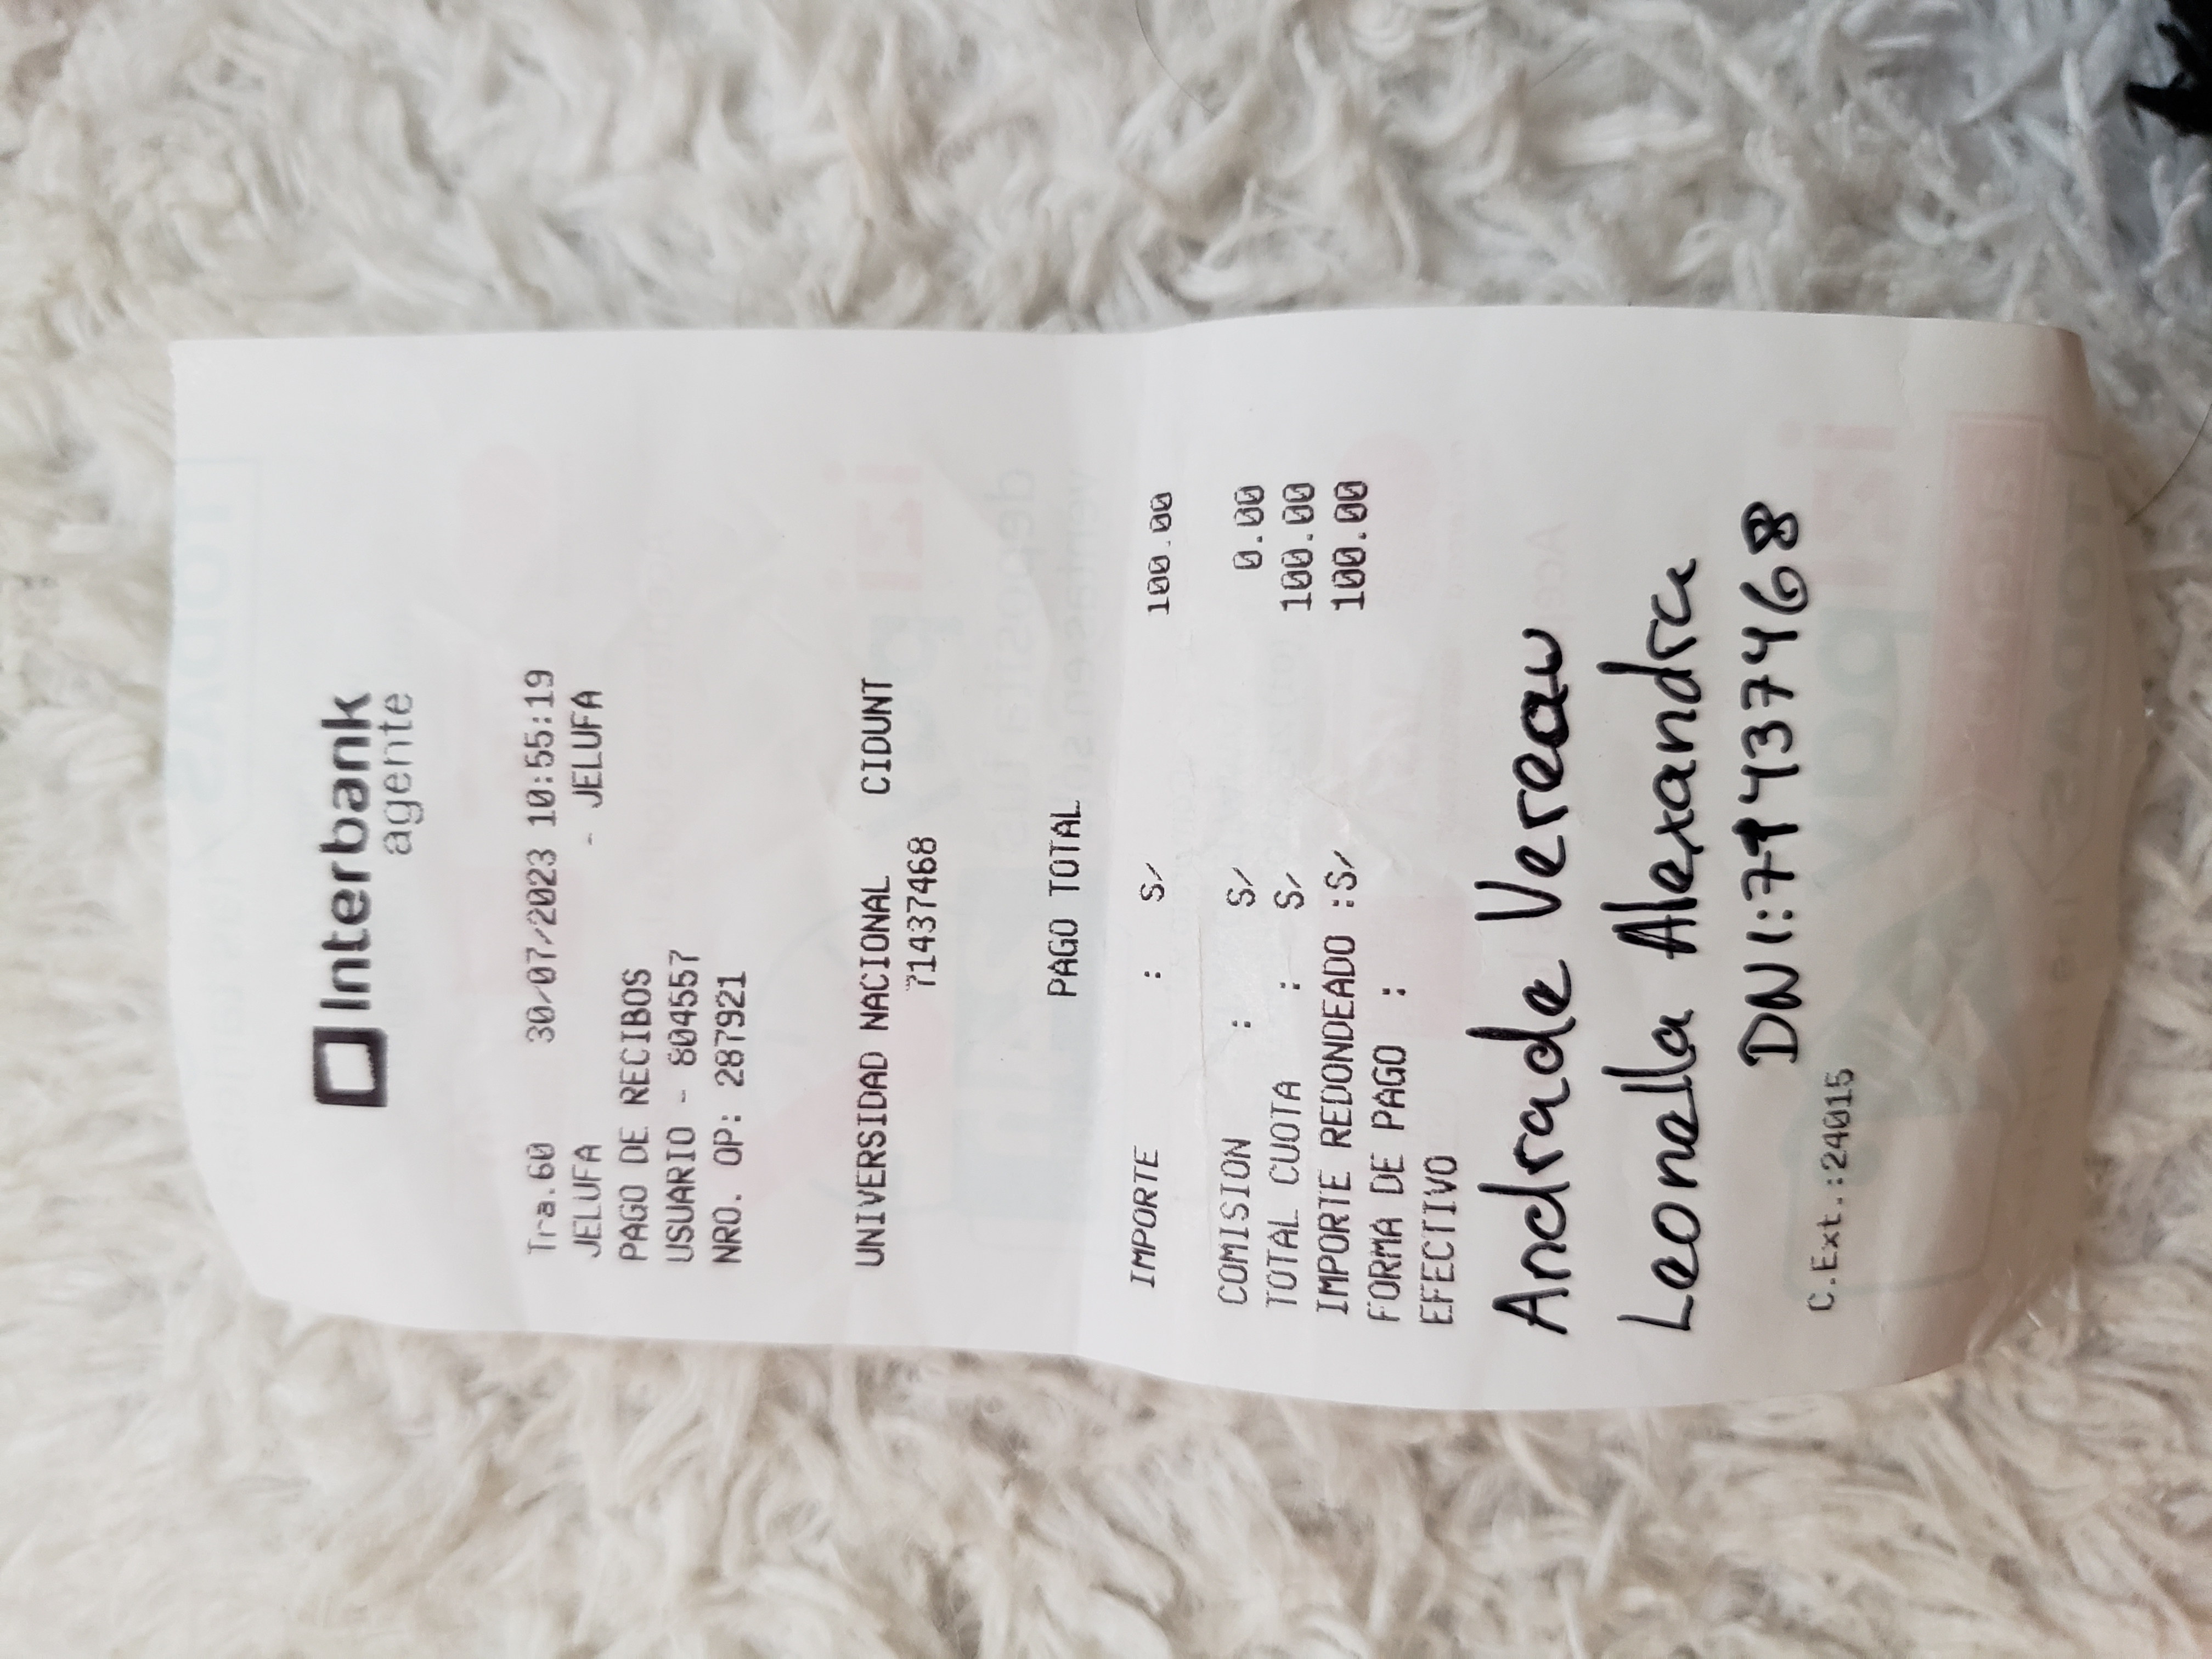 Interbank
agente
Tra.60 30/07/2023 10:55:19
JELUFA - JELUFA
PAGO DE RECIBOS
USUARIO - 804557
NRO. OP: 287921
UNIVERSIDAD NACIONAL CIDUNT
71437468
PAGO TOTAL
IMPORTE : S/ 100.00
COMISION : S/ 0.00
TOTAL CUOTA : S/ 100.00
IMPORTE REDONDEADO :S/ 100.00
FORMA DE PAGO :
EFECTIVO
Andrade Vereau
Leonella Alexandra
DNI:71437468
C.Ext.:24015